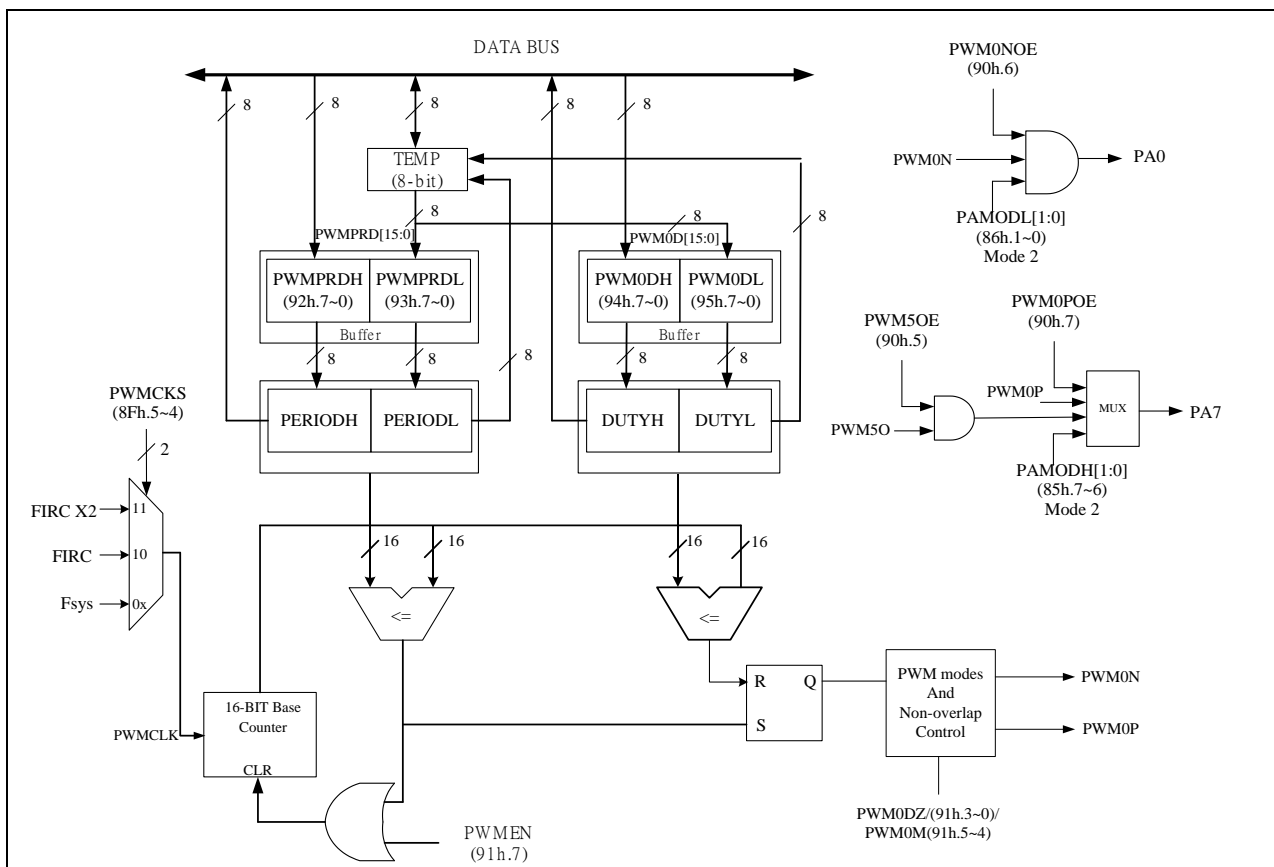 DATA BUS
8
8
8
8
8
8
8
TEMP
(8-bit)
8
8
PWMPRD[15:0]
PWM0D[15:0]
PWMPRDH
(92h.7~0)
PWMPRDL
(93h.7~0)
Buffer
PWM0DH
(94h.7~0)
PWM0DL
(95h.7~0)
Buffer
8
8
8
8
8
PERIODH
PERIODL
DUTYH
DUTYL
PWMCKS
(8Fh.5~4)
2
FIRC X2
11
FIRC
10
Fsys
0x
16
16
16
16
<=
<=
16-BIT Base
Counter
PWMCLK
CLR
PWMEN
(91h.7)
R
Q
S
PWM modes
And
Non-overlap
Control
PWM0N
PWM0P
PWM0DZ/(91h.3~0)/
PWM0M(91h.5~4)
PWM0NOE
(90h.6)
PWM0N
PA0
PAMODL[1:0]
(86h.1~0)
Mode 2
PWM0POE
(90h.7)
PWM5OE
(90h.5)
PWM0P
PWM5O
MUX
PA7
PAMODH[1:0]
(85h.7~6)
Mode 2